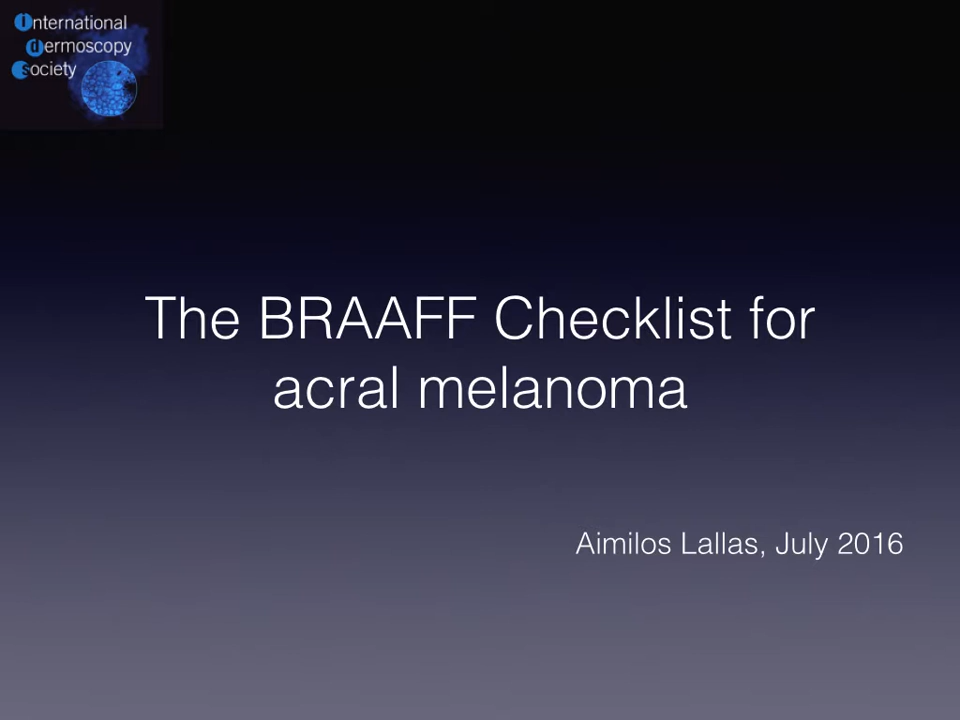 international
dermoscopy
society
The BRAAFF Checklist for
acral melanoma
Aimilos Lallas, July 2016